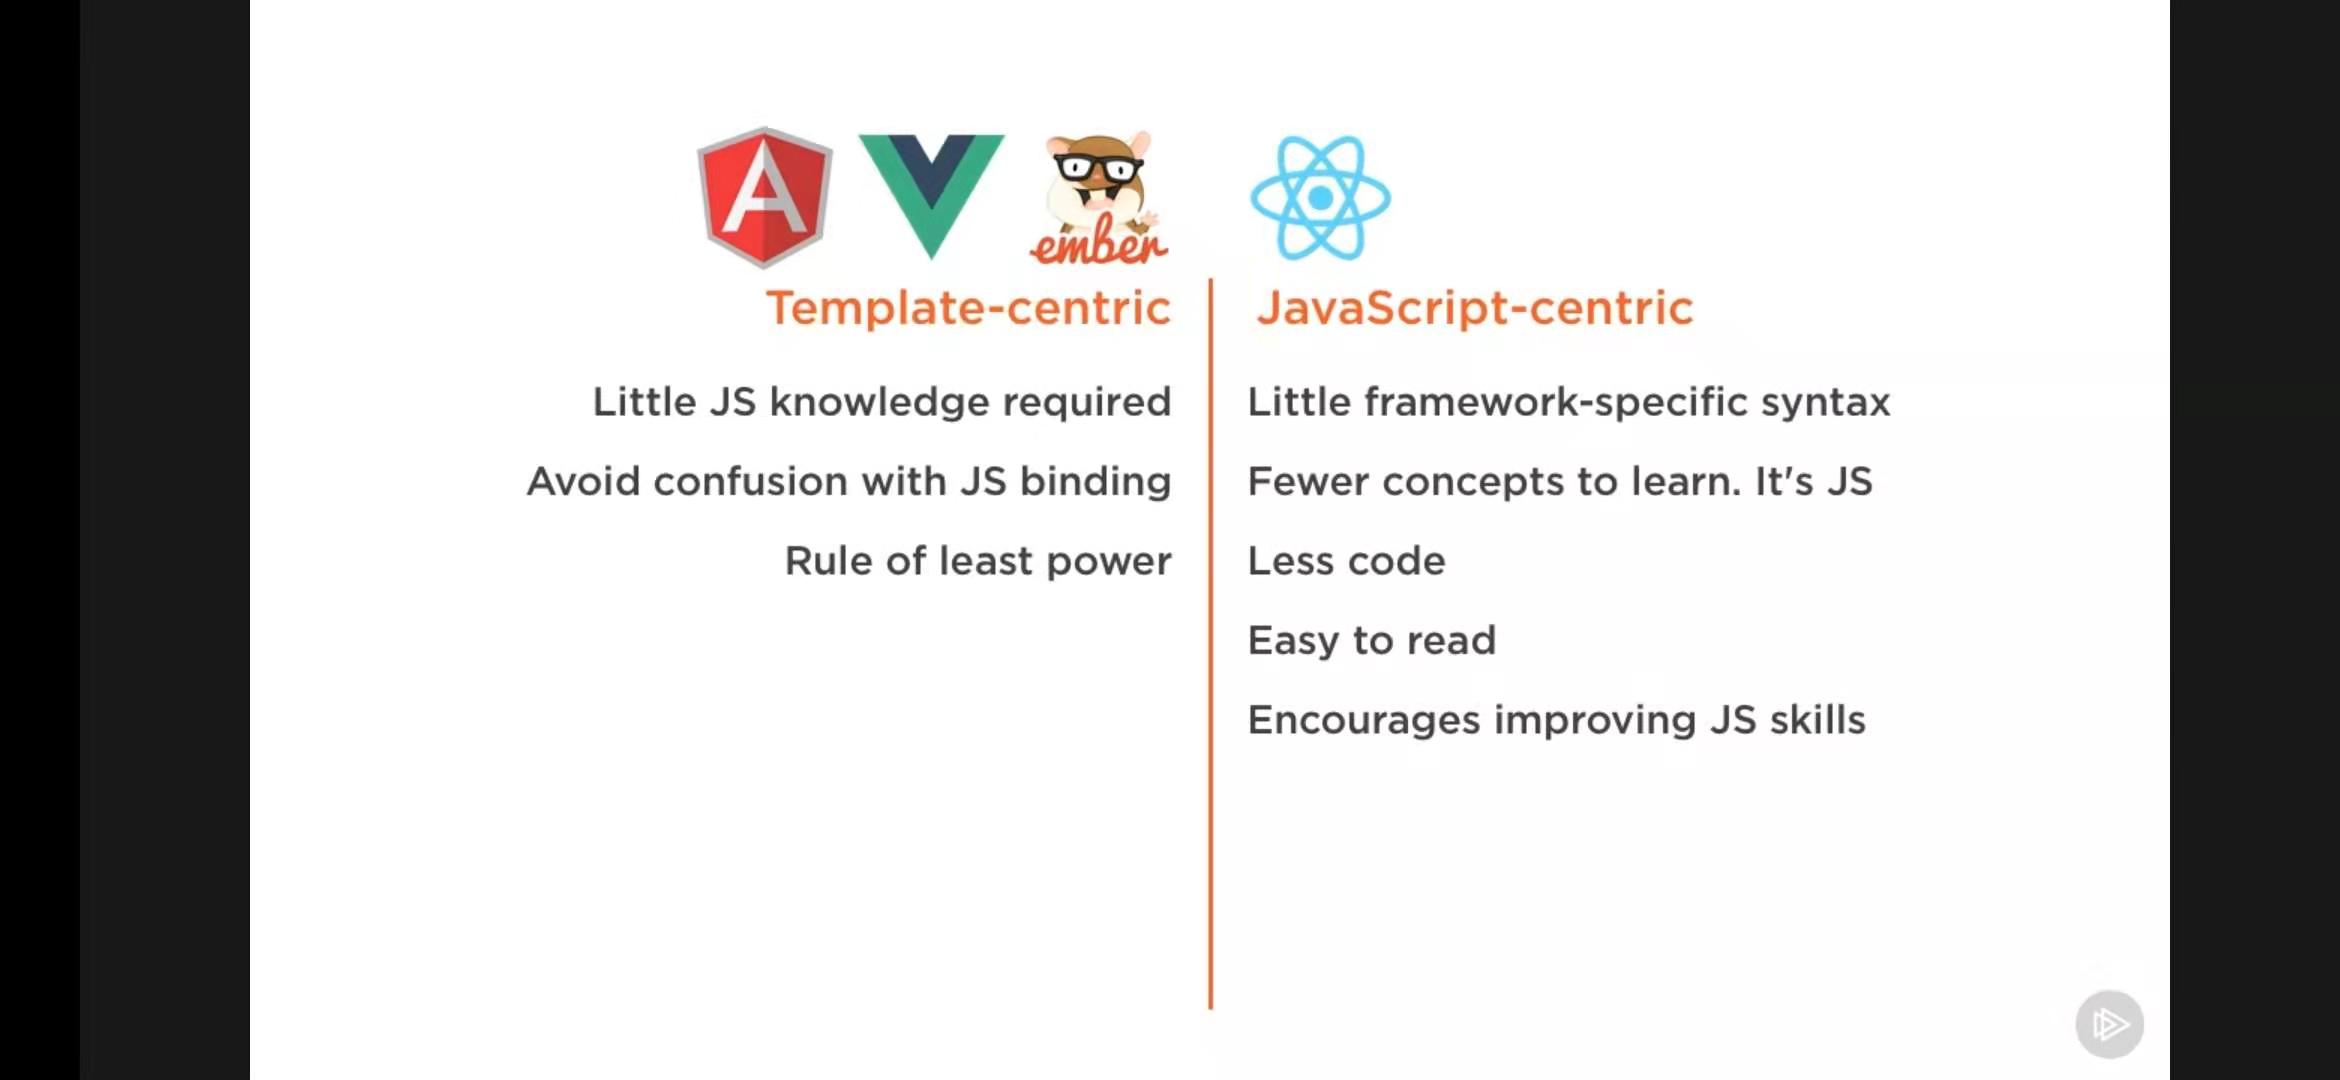 ember
Template-centric
Little JS knowledge required
Avoid confusion with JS binding
Rule of least power
JavaScript-centric
Little framework-specific syntax
Fewer concepts to learn. It's JS
Less code
Easy to read
Encourages improving JS skills